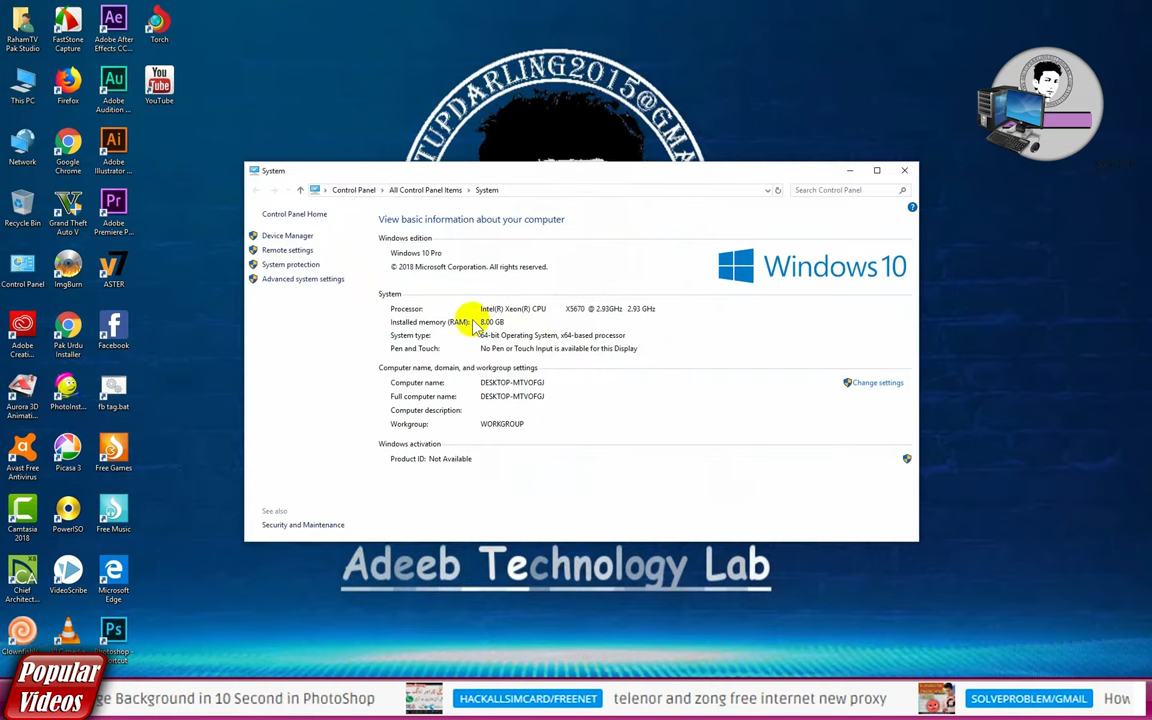 RahamTV Pak Studio
FastStone Capture
Adobe After Effects CC...
Torch
This PC
Firefox
Adobe Audition ...
YouTube
Network
Google Chrome
Adobe Illustrator ...
Recycle Bin
Grand Theft Auto V
Adobe Premiere P...
Control Panel
ImgBurn
ASTER
Adobe Creati...
Pak Urdu Installer
Facebook
Aurora 3D Animati...
PhotoInst...
fb tag.bat
Avast Free Antivirus
Picasa 3
Free Games
Camtasia 2018
PowerISO
Free Music
Chief Architect...
VideoScribe
Microsoft Edge
TUPDARLING2015@GMA
System
Control Panel > All Control Panel Items > System
Search Control Panel
Control Panel Home
Device Manager
Remote settings
System protection
Advanced system settings
See also
Security and Maintenance
View basic information about your computer
Windows edition
Windows 10 Pro
© 2018 Microsoft Corporation. All rights reserved.
Windows 10
System
Processor: Intel(R) Xeon(R) CPU X5670 @ 2.93GHz 2.93 GHz
Installed memory (RAM): 8.00 GB
System type: 64-bit Operating System, x64-based processor
Pen and Touch: No Pen or Touch Input is available for this Display
Computer name, domain, and workgroup settings
Computer name: DESKTOP-MTVOFGJ
Change settings
Full computer name: DESKTOP-MTVOFGJ
Computer description:
Workgroup: WORKGROUP
Windows activation
Product ID: Not Available
Adeeb Technology Lab
Popular Videos
ge Background in 10 Second in PhotoShop
HACKALLSIMCARD/FREENET
telenor and zong free internet new proxy
SOLVEPROBLEM/GMAIL
How